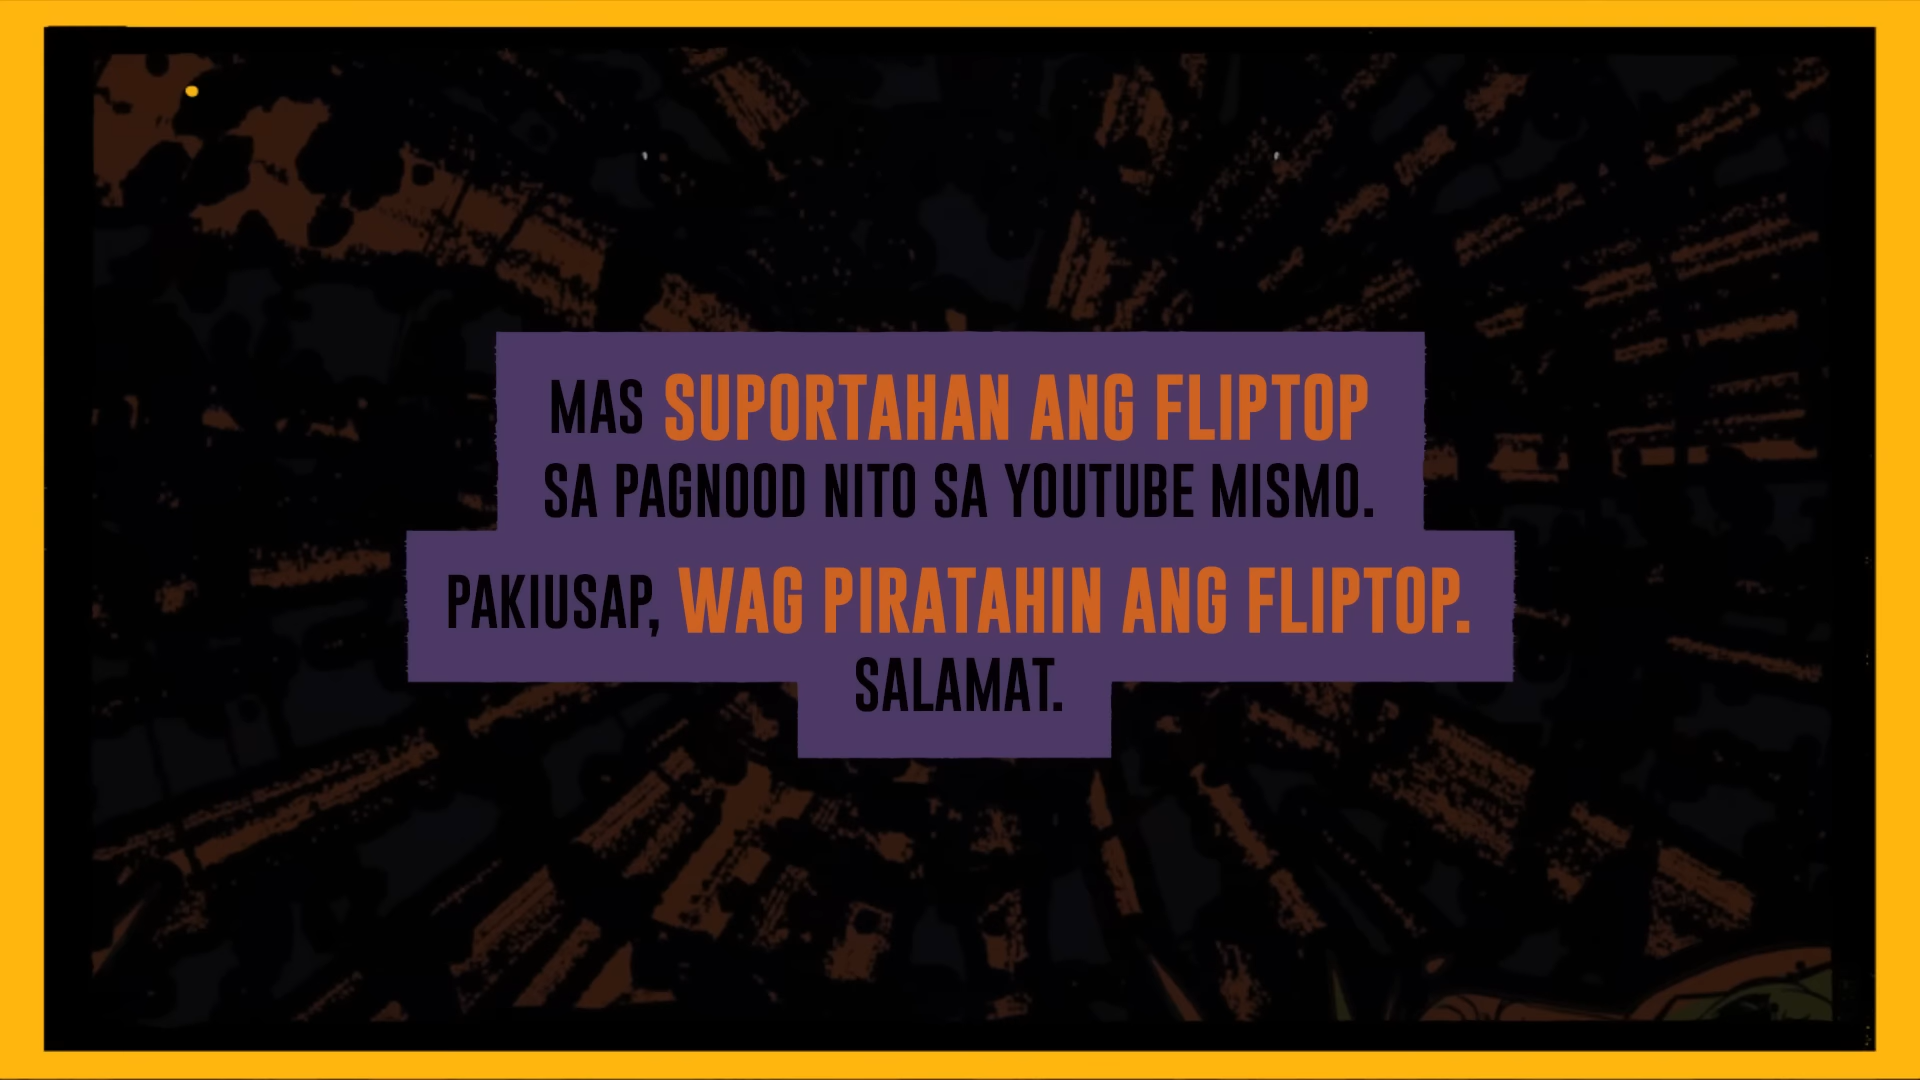 MAS SUPORTAHAN ANG FLIPTOP
SA PAGNOOD NITO SA YOUTUBE MISMO.
PAKIUSAP, WAG PIRATAHIN ANG FLIPTOP.
SALAMAT.